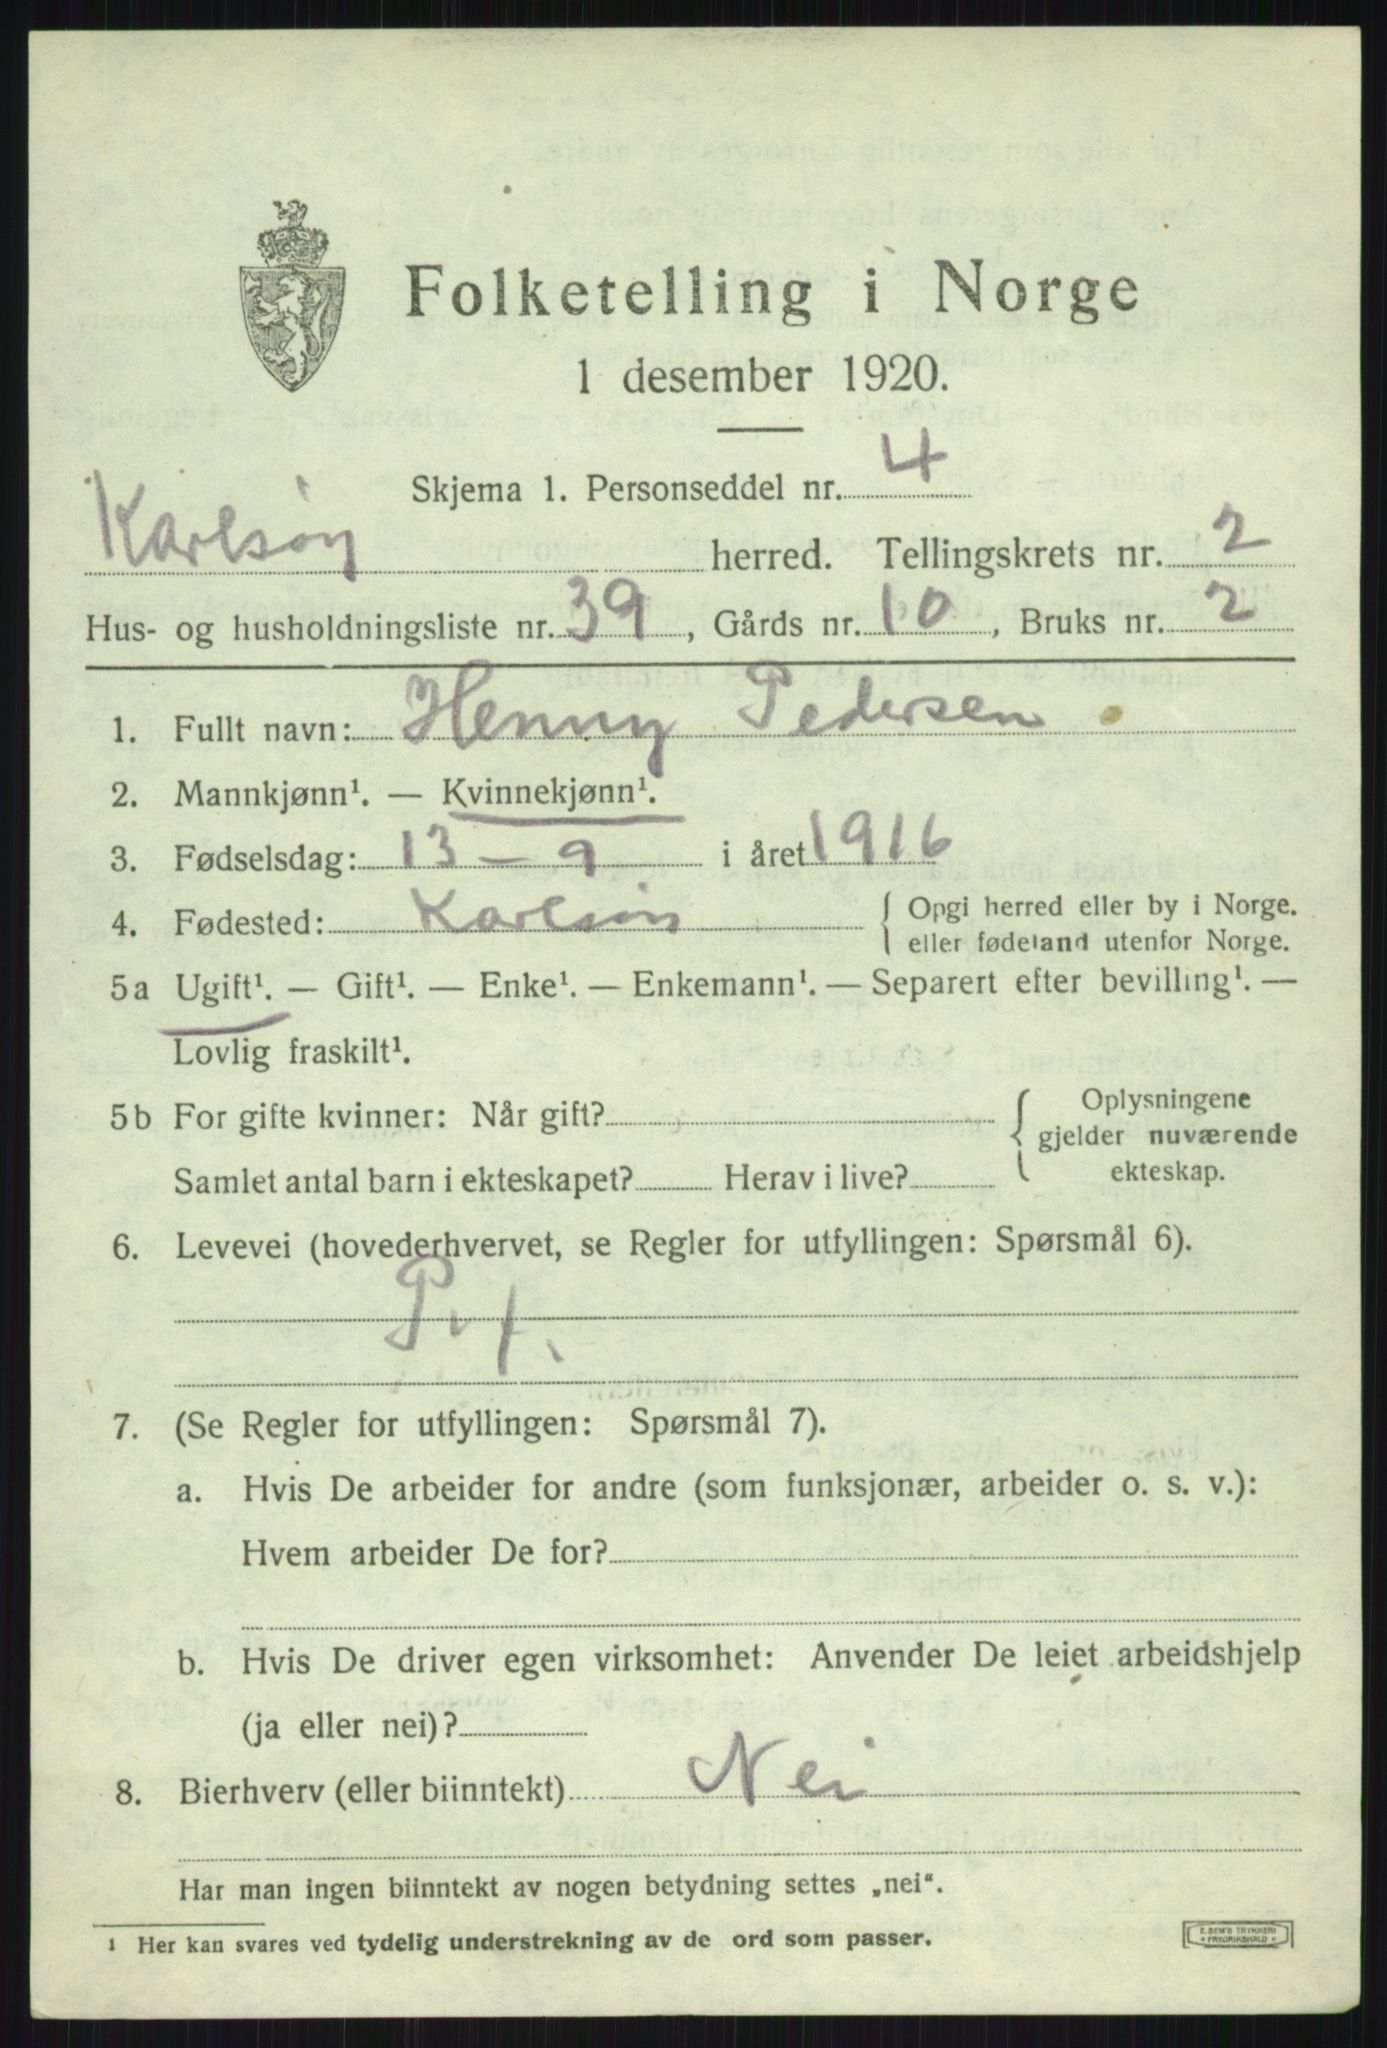 Folketelling i Norge
1 desember 1920.
Skjema 1. Personseddel nr. 4
Karlsøy herred. Tellingskrets nr. 2
Hus- og husholdningsliste nr. 39, Gårds nr. 10, Bruks nr. 2
1. Fullt navn: Henny Pedersen
2. Mannkjønn¹. — Kvinnekjønn¹.
3. Fødselsdag: 13 – 9 i året 1916
4. Fødested: Karlsøy { Opgi herred eller by i Norge.
eller fødeland utenfor Norge.
5a Ugift¹. — Gift¹. — Enke¹. — Enkemann¹. — Separert efter bevilling¹. —
Lovlig fraskilt¹.
5b For gifte kvinner: Når gift? { Oplysningene
gjelder nuværende
Samlet antal barn i ekteskapet? Herav i live? ekteskap.
6. Levevei (hovederhvervet, se Regler for utfyllingen: Spørsmål 6).
7. (Se Regler for utfyllingen: Spørsmål 7).
a. Hvis De arbeider for andre (som funksjonær, arbeider o. s. v.):
Hvem arbeider De for?
b. Hvis De driver egen virksomhet: Anvender De leiet arbeidshjelp
(ja eller nei)?
8. Bierhverv (eller biinntekt) Nei
Har man ingen biinntekt av nogen betydning settes „nei“.
¹ Her kan svares ved tydelig understrekning av de ord som passer.